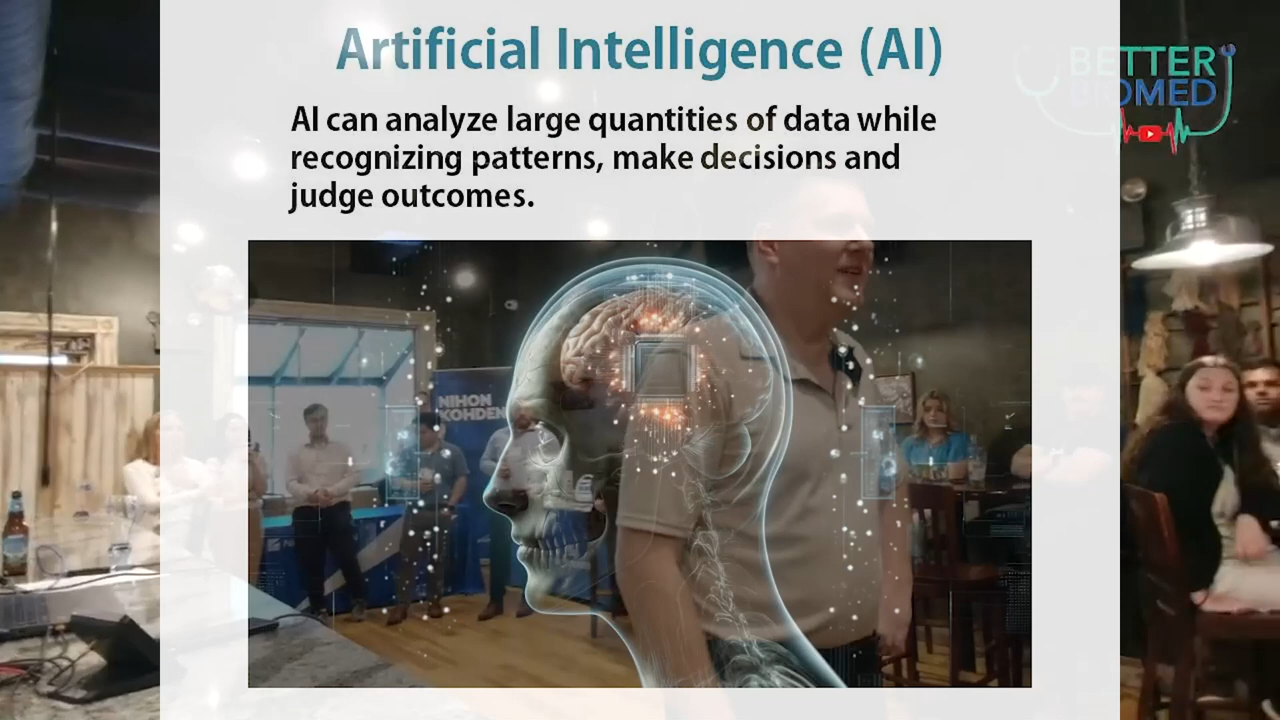 Artificial Intelligence (AI)
BETTER
BIOMED
AI can analyze large quantities of data while
recognizing patterns, make decisions and
judge outcomes.
NIHON
KOHDEN